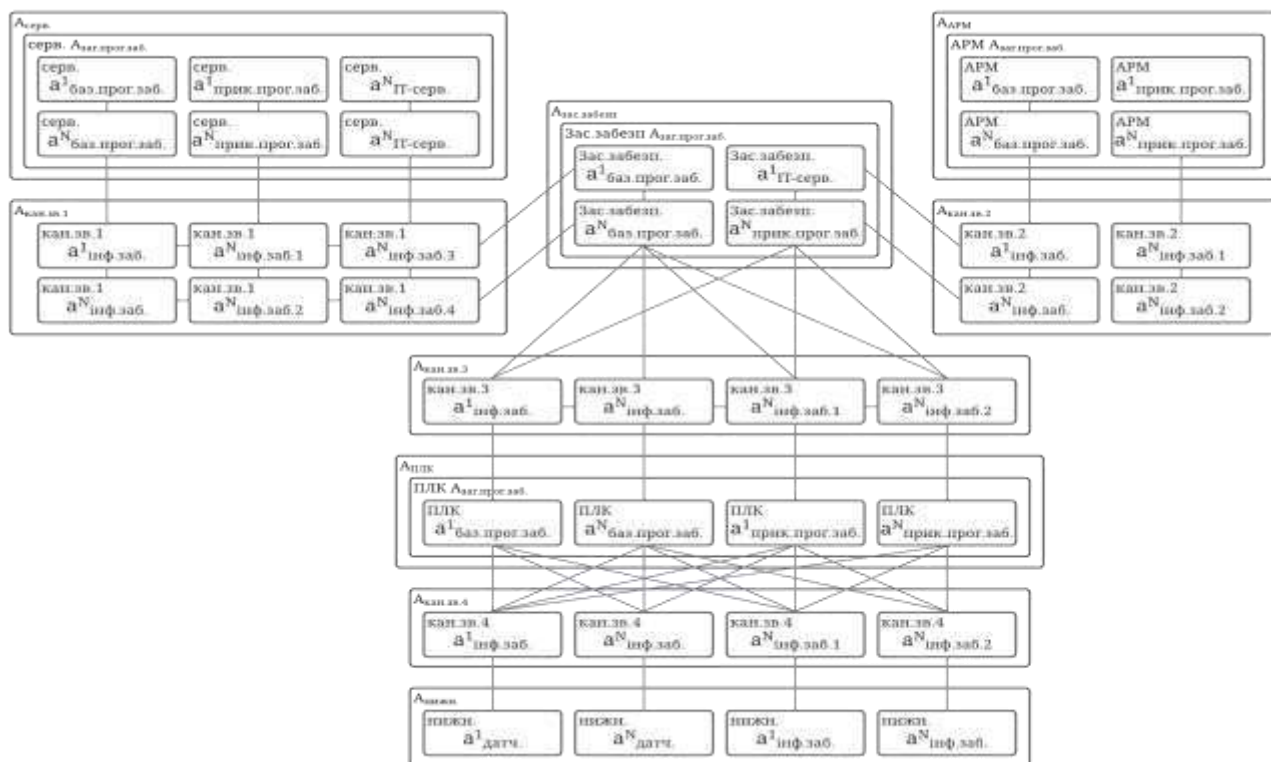 Aсерв.
серв. Aзаг.прог.заб.
серв.
a1баз.прог.заб.
серв.
a1прик.прог.заб.
серв.
aNIT-серв.
серв.
aNбаз.прог.заб.
серв.
aNприк.прог.заб.
серв.
aNIT-серв.
Aкан.зв.1
кан.зв.1
a1інф.заб.
кан.зв.1
aNінф.заб.1
кан.зв.1
aNінф.заб.3
кан.зв.1
aNінф.заб.
кан.зв.1
aNінф.заб.2
кан.зв.1
aNінф.заб.4
Aзас.забезп
Зас.забезп Aзаг.прог.заб.
Зас.забезп.
a1баз.прог.заб.
Зас.забезп.
a1IT-серв.
Зас.забезп.
aNбаз.прог.заб.
Зас.забезп.
aNприк.прог.заб.
AАРМ
АРМ Aзаг.прог.заб.
АРМ
a1баз.прог.заб.
АРМ
a1прик.прог.заб.
АРМ
aNбаз.прог.заб.
АРМ
aNприк.прог.заб.
Aкан.зв.2
кан.зв.2
a1інф.заб.
кан.зв.2
aNінф.заб.1
кан.зв.2
aNінф.заб.
кан.зв.2
aNінф.заб.2
Aкан.зв.3
кан.зв.3
a1інф.заб.
кан.зв.3
aNінф.заб.
кан.зв.3
aNінф.заб.1
кан.зв.3
aNінф.заб.2
AПЛК
ПЛК Aзаг.прог.заб.
ПЛК
a1баз.прог.заб.
ПЛК
aNбаз.прог.заб.
ПЛК
a1прик.прог.заб.
ПЛК
aNприк.прог.заб.
Aкан.зв.4
кан.зв.4
a1інф.заб.
кан.зв.4
aNінф.заб.
кан.зв.4
aNінф.заб.1
кан.зв.4
aNінф.заб.2
Aнижн.
нижн.
a1датч.
нижн.
aNдатч.
нижн.
a1інф.заб.
нижн.
aNінф.заб.